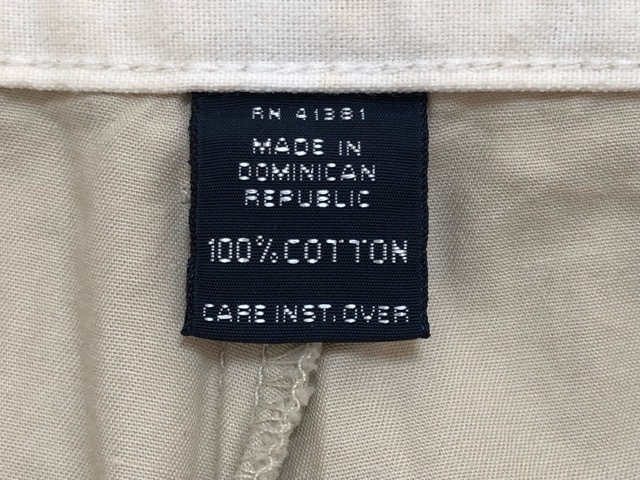 RN 41381
MADE IN
DOMINICAN
REPUBLIC
100% COTTON
CARE INST. OVER